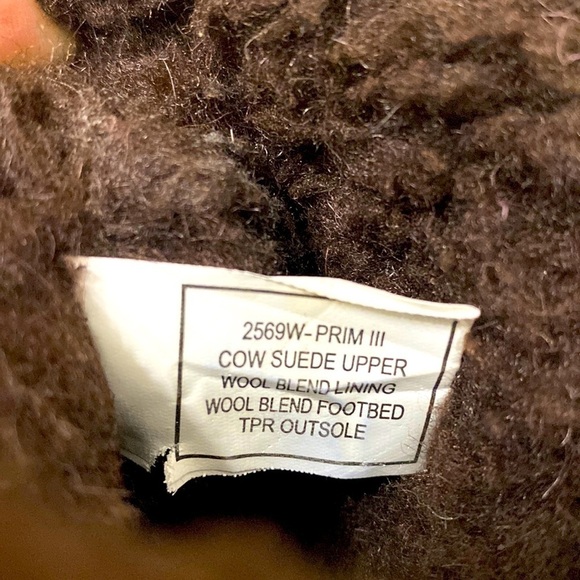 2569W-PRIM III
COW SUEDE UPPER
WOOL BLEND LINING
WOOL BLEND FOOTBED
TPR OUTSOLE